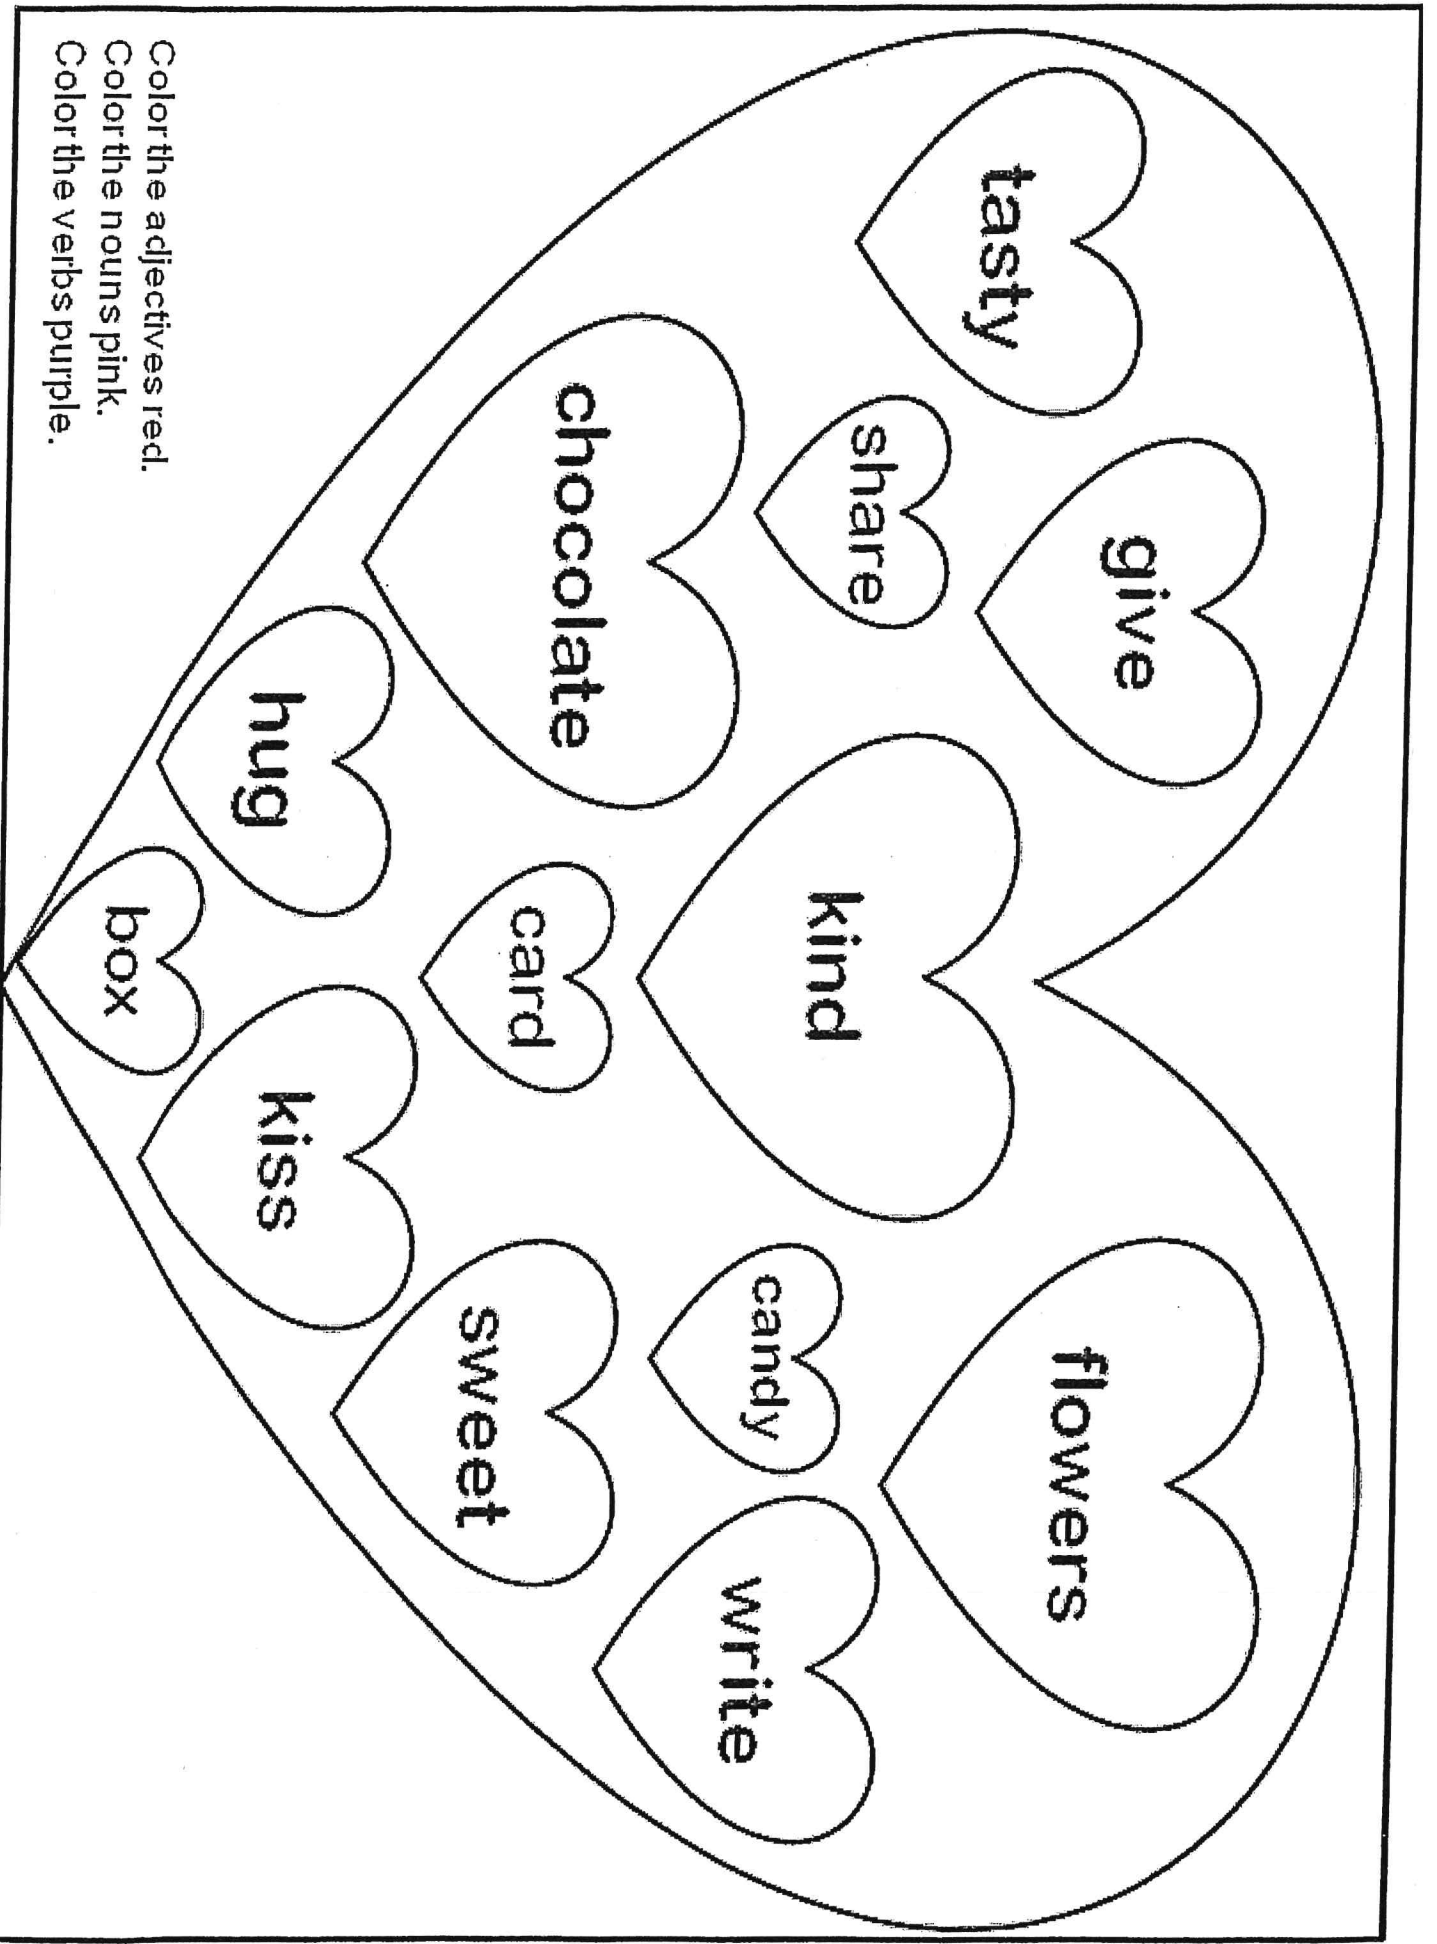 tasty
give
flowers
share
kind
chocolate
candy
write
card
sweet
hug
kiss
box
Color the adjectives red.
Color the nouns pink.
Color the verbs purple.